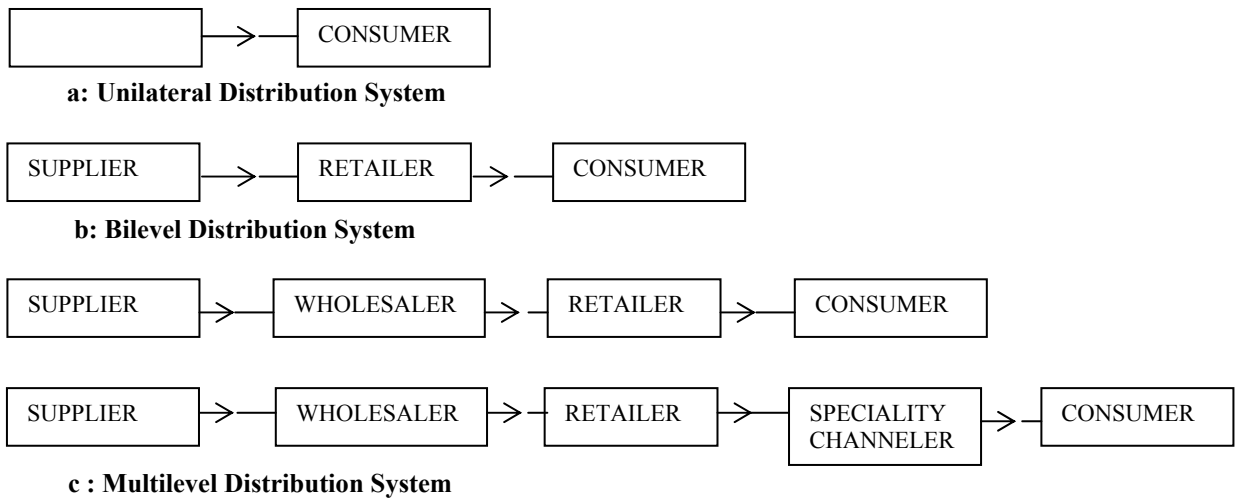 CONSUMER
a: Unilateral Distribution System
SUPPLIER RETAILER CONSUMER
b: Bilevel Distribution System
SUPPLIER WHOLESALER RETAILER CONSUMER
SUPPLIER WHOLESALER RETAILER SPECIALITY CONSUMER
CHANNELER
c : Multilevel Distribution System